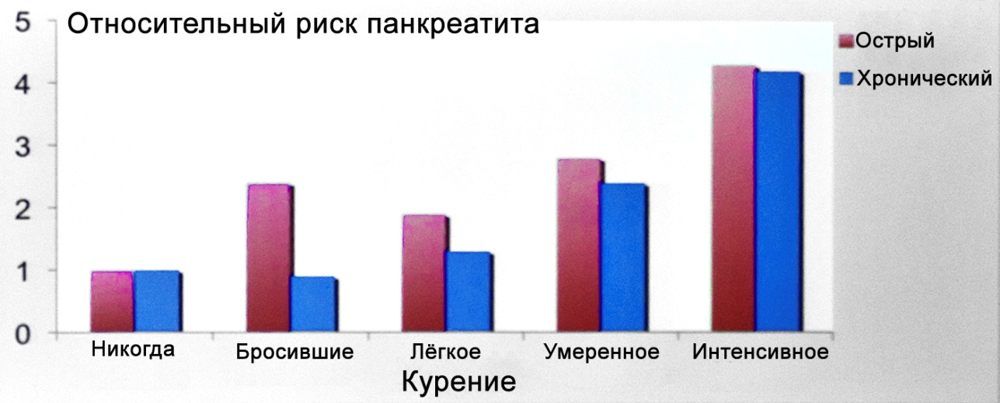 Относительный риск панкреатита
Острый
Хронический
5
4
3
2
1
0
Никогда
Бросившие
Лёгкое
Умеренное
Интенсивное
Курение